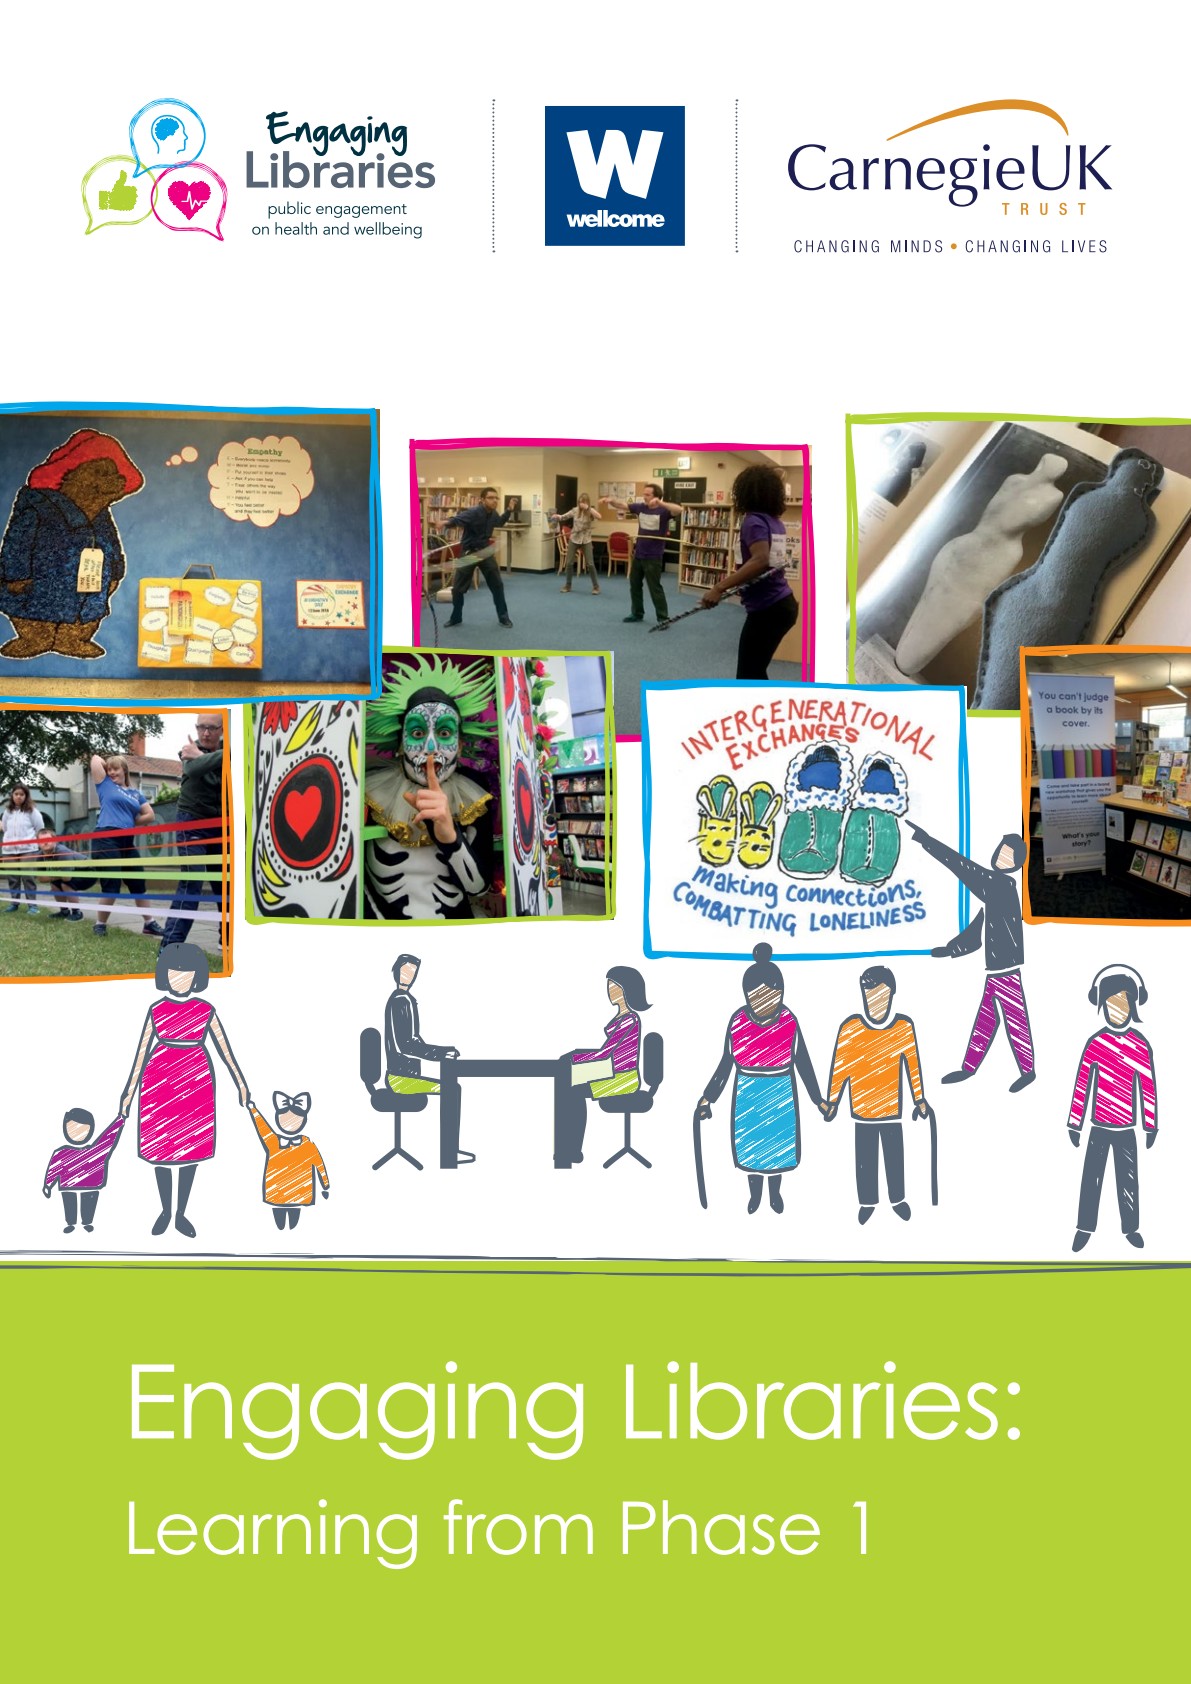 Engaging
Libraries
public engagement
on health and wellbeing
W
wellcome
CarnegieUK
TRUST
CHANGING MINDS • CHANGING LIVES
Empathy
You can't judge
a book by its
cover.
What's your
story?
INTERGENERATIONAL
EXCHANGES
making connections,
COMBATTING LONELINESS
Engaging Libraries:
Learning from Phase 1